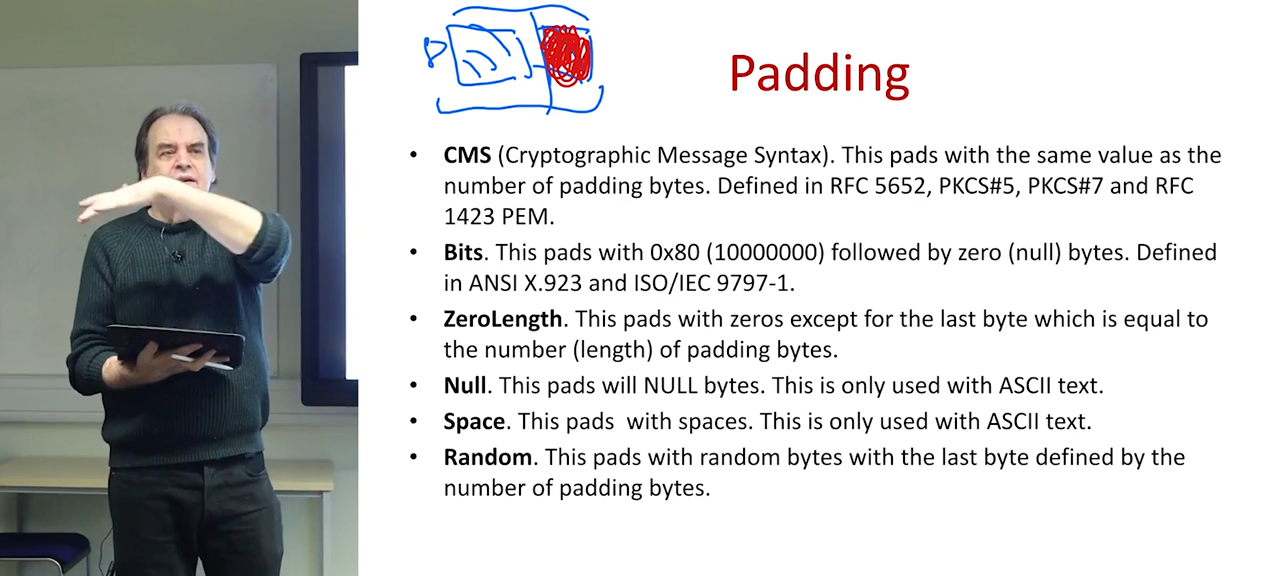 Padding
• CMS (Cryptographic Message Syntax). This pads with the same value as the
number of padding bytes. Defined in RFC 5652, PKCS#5, PKCS#7 and RFC
1423 PEM.
• Bits. This pads with 0x80 (10000000) followed by zero (null) bytes. Defined
in ANSI X.923 and ISO/IEC 9797-1.
• ZeroLength. This pads with zeros except for the last byte which is equal to
the number (length) of padding bytes.
• Null. This pads will NULL bytes. This is only used with ASCII text.
• Space. This pads  with spaces. This is only used with ASCII text.
• Random. This pads with random bytes with the last byte defined by the
number of padding bytes.